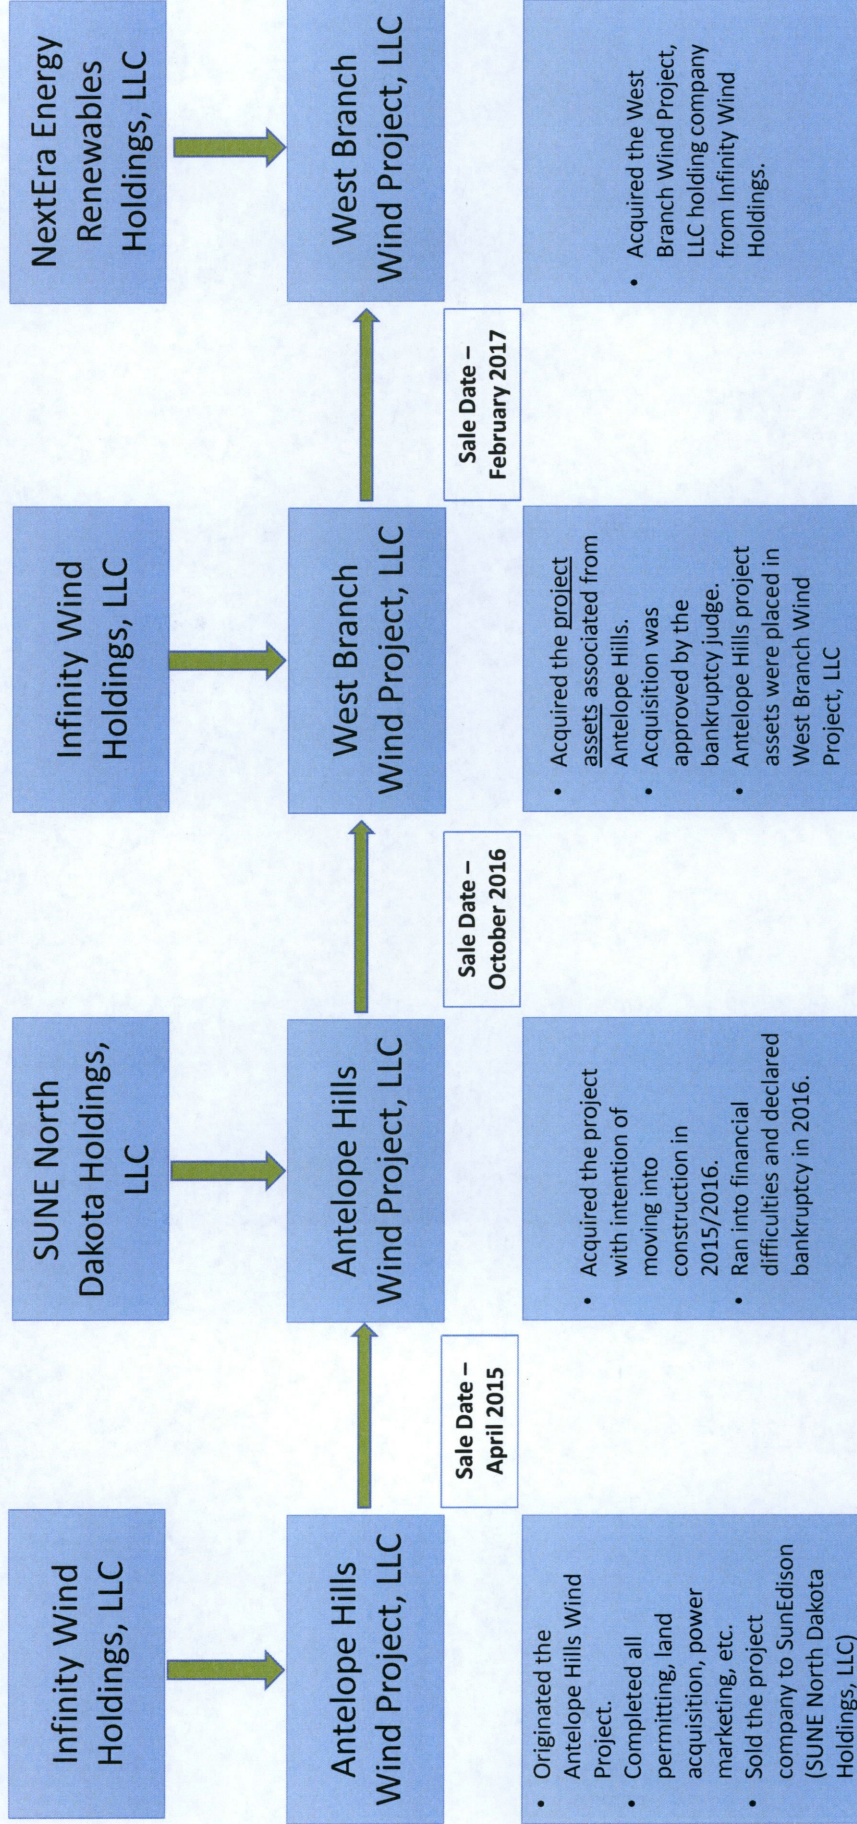 Infinity Wind
Holdings, LLC
SUNE North
Dakota Holdings,
LLC
Infinity Wind
Holdings, LLC
NextEra Energy
Renewables
Holdings, LLC
Antelope Hills
Wind Project, LLC
Antelope Hills
Wind Project, LLC
West Branch
Wind Project, LLC
West Branch
Wind Project, LLC
Sale Date –
April 2015
Sale Date –
October 2016
Sale Date –
February 2017
• Originated the
Antelope Hills Wind
Project.
• Completed all
permitting, land
acquisition, power
marketing, etc.
• Sold the project
company to SunEdison
(SUNE North Dakota
Holdings, LLC)
• Acquired the project
with intention of
moving into
construction in
2015/2016.
• Ran into financial
difficulties and declared
bankruptcy in 2016.
• Acquired the project
assets associated from
Antelope Hills.
• Acquisition was
approved by the
bankruptcy judge.
• Antelope Hills project
assets were placed in
West Branch Wind
Project, LLC
• Acquired the West
Branch Wind Project,
LLC holding company
from Infinity Wind
Holdings.